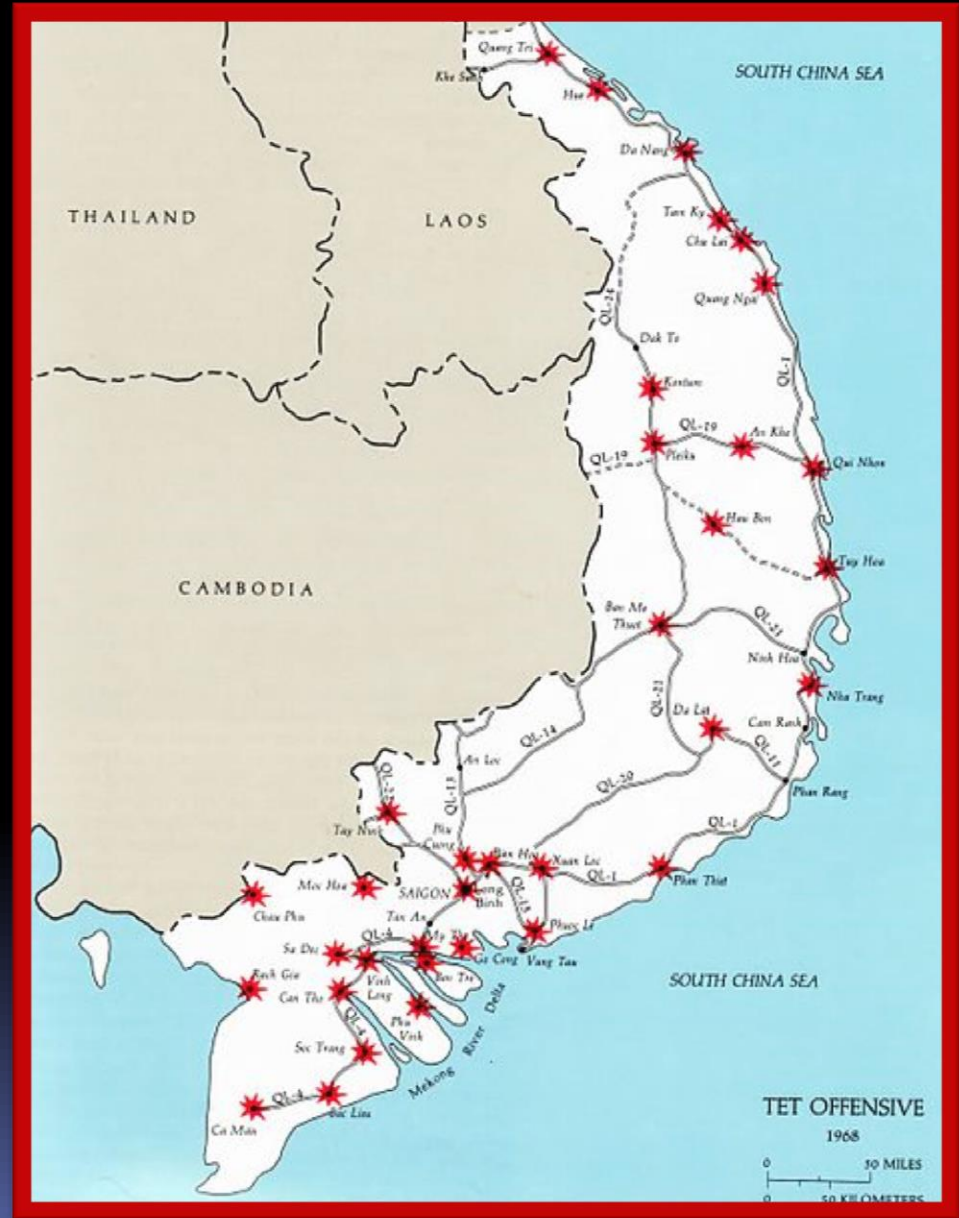 Quang Tri
SOUTH CHINA SEA
Khe Sanh
Hue
Da Nang
THAILAND
LAOS
Tam Ky
Chu Lai
Quang Ngai
QL-24
Dak To
QL-1
Kontum
QL-19
An Khe
QL-19
Pleiku
Qui Nhon
Hau Bon
Tuy Hoa
CAMBODIA
Ban Me
Thuot
QL-21
Ninh Hoa
Nha Trang
QL-21
Da Lat
Cam Ranh
QL-14
QL-11
An Loc
QL-20
QL-13
Phan Rang
QL-22
Tay Ninh
QL-1
Phu
Cuong
Bien Hoa
Xuan Loc
QL-1
Phan Thiet
Moc Hoa
SAIGON
Long
Binh
QL-15
Chau Phu
Tan An
Phuoc Le
QL-4
My Tho
Sa Dec
Go Cong
Vung Tau
Rach Gia
Vinh
Long
Ben Tre
SOUTH CHINA SEA
Can Tho
Phu
Vinh
QL-4
Soc Trang
Mekong River Delta
QL-4
Bac Lieu
Ca Mau
TET OFFENSIVE
1968
0 50 MILES
0 50 KILOMETERS